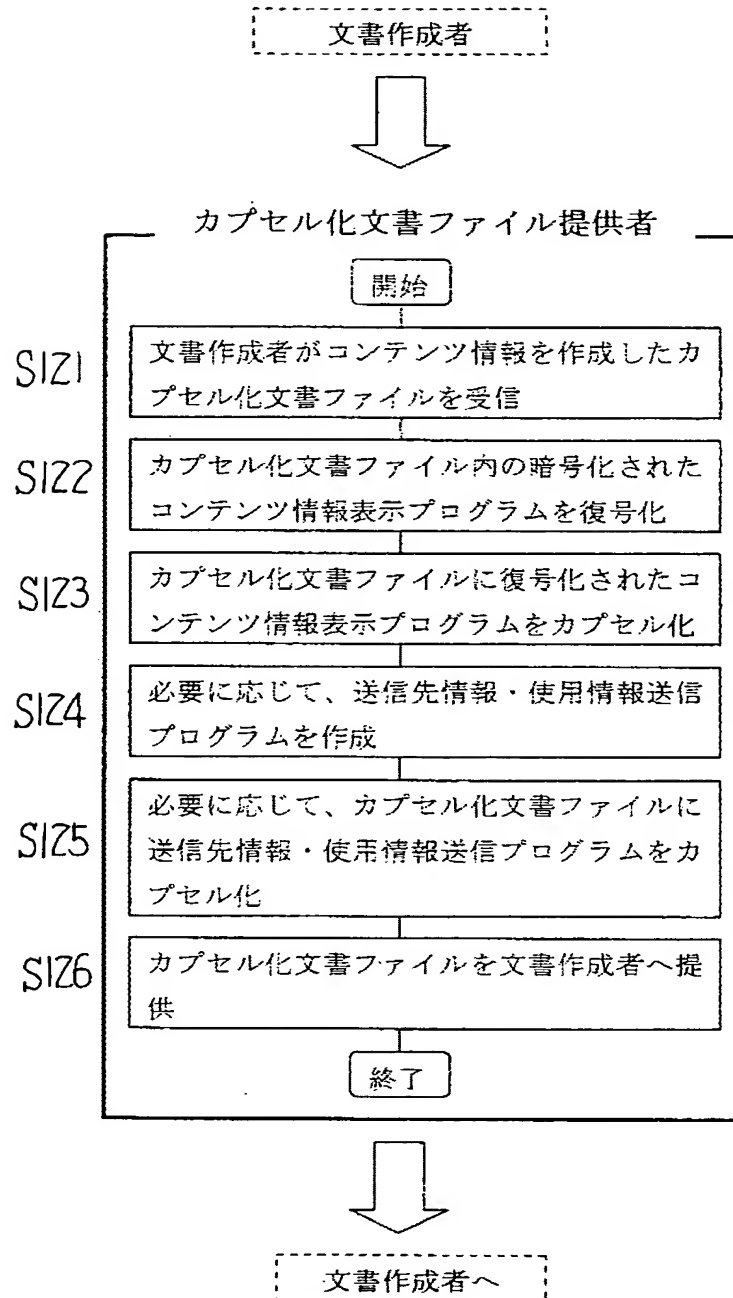 文書作成者
カプセル化文書ファイル提供者
開始
S121
文書作成者がコンテンツ情報を作成したカ
プセル化文書ファイルを受信
S122
カプセル化文書ファイル内の暗号化された
コンテンツ情報表示プログラムを復号化
S123
カプセル化文書ファイルに復号化されたコ
ンテンツ情報表示プログラムをカプセル化
S124
必要に応じて、送信先情報・使用情報送信
プログラムを作成
S125
必要に応じて、カプセル化文書ファイルに
送信先情報・使用情報送信プログラムをカ
プセル化
S126
カプセル化文書ファイルを文書作成者へ提
供
終了
文書作成者へ